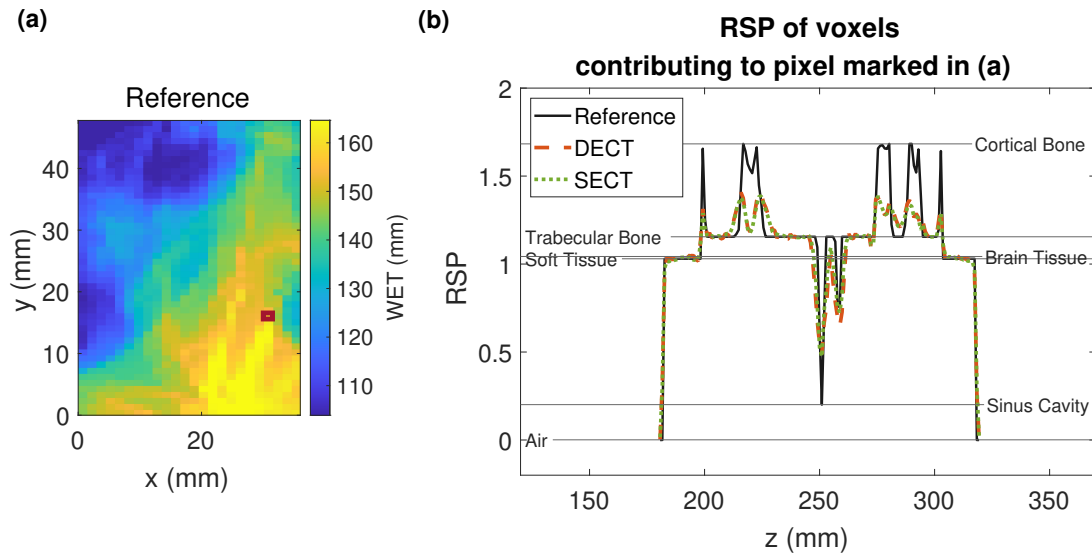 (a)
Reference
40
30
20
10
0
y (mm)
0
20
x (mm)
160
150
140
130
120
110
WET (mm)
(b)
RSP of voxels
contributing to pixel marked in (a)
2
1.5
1
0.5
0
RSP
Reference
DECT
SECT
Cortical Bone
Trabecular Bone
Soft Tissue
Brain Tissue
Sinus Cavity
Air
150
200
250
300
350
z (mm)